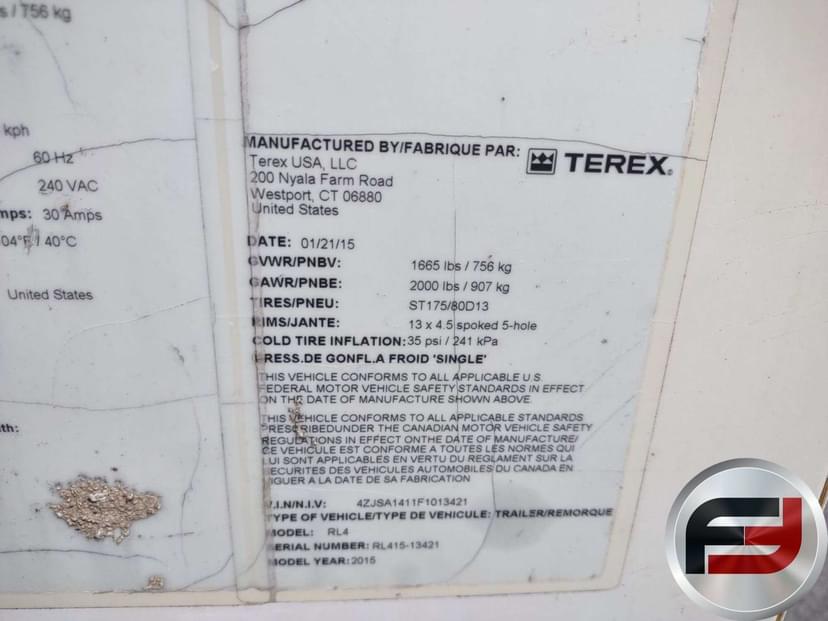 s / 756 kg
kph
60 Hz
240 VAC
mps: 30 Amps
04°F / 40°C
United States
th:
MANUFACTURED BY/FABRIQUE PAR: TEREX.
Terex USA, LLC
200 Nyala Farm Road
Westport, CT 06880
United States
DATE: 01/21/15
GVWR/PNBV: 1665 lbs / 756 kg
GAWR/PNBE: 2000 lbs / 907 kg
TIRES/PNEU: ST175/80D13
RIMS/JANTE: 13 x 4.5 spoked 5-hole
COLD TIRE INFLATION: 35 psi / 241 kPa
PRESS.DE GONFL.A FROID 'SINGLE'
THIS VEHICLE CONFORMS TO ALL APPLICABLE U.S.
FEDERAL MOTOR VEHICLE SAFETY STANDARDS IN EFFECT
ON THE DATE OF MANUFACTURE SHOWN ABOVE.
THIS VEHICLE CONFORMS TO ALL APPLICABLE STANDARDS
PRESCRIBEDUNDER THE CANADIAN MOTOR VEHICLE SAFETY
REGULATIONS IN EFFECT ONTHE DATE OF MANUFACTURE/
CE VEHICULE EST CONFORME A TOUTES LES NORMES QUI
LUI SONT APPLICABLES EN VERTU DU REGLAMENT SUR LA
SECURITES DES VEHICULES AUTOMOBILES DU CANADA EN
VIGUER A LA DATE DE SA FABRICATION
V.I.N/N.I.V: 4ZJSA1411F1013421
TYPE OF VEHICLE/TYPE DE VEHICULE: TRAILER/REMORQUE
MODEL: RL4
SERIAL NUMBER: RL415-13421
MODEL YEAR: 2015